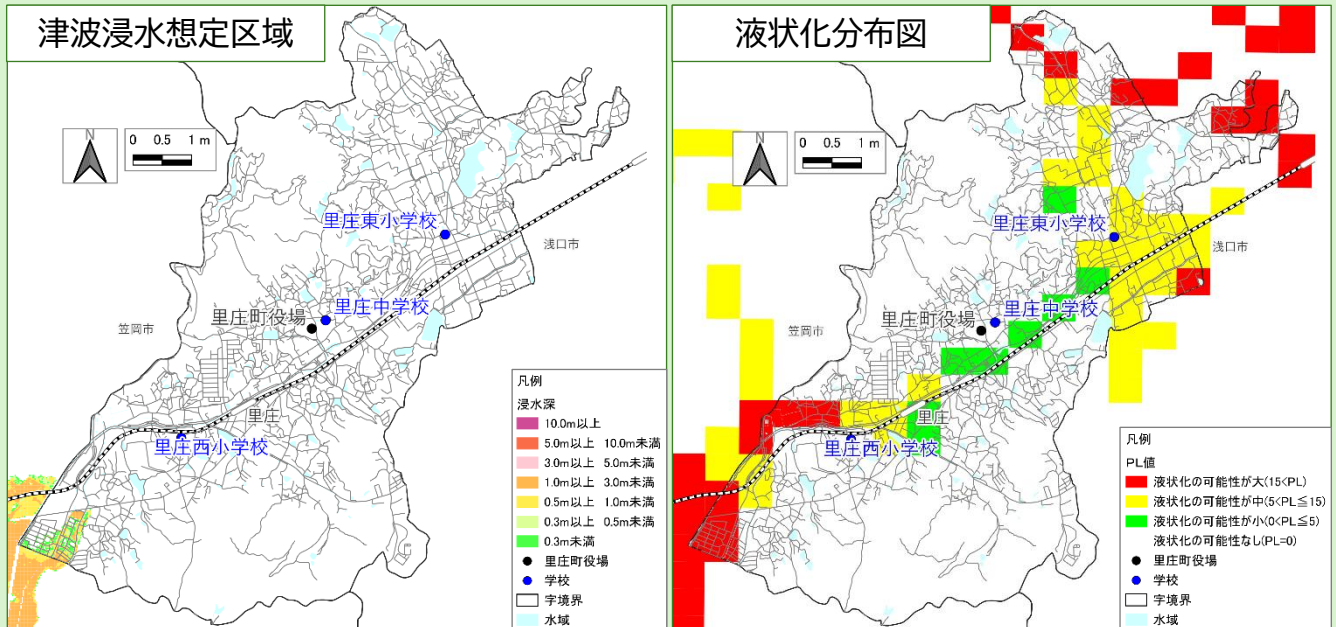 津波浸水想定区域
N
0 0.5 1 m
里庄東小学校
浅口市
里庄中学校
里庄町役場
笠岡市
里庄
里庄西小学校
凡例
浸水深
10.0m以上
5.0m以上 10.0m未満
3.0m以上 5.0m未満
1.0m以上 3.0m未満
0.5m以上 1.0m未満
0.3m以上 0.5m未満
0.3m未満
里庄町役場
学校
字境界
水域
液状化分布図
N
0 0.5 1 m
里庄東小学校
浅口市
里庄中学校
里庄町役場
笠岡市
里庄
里庄西小学校
凡例
PL値
液状化の可能性が大(15<PL)
液状化の可能性が中(5<PL≦15)
液状化の可能性が小(0<PL≦5)
液状化の可能性なし(PL=0)
里庄町役場
学校
字境界
水域